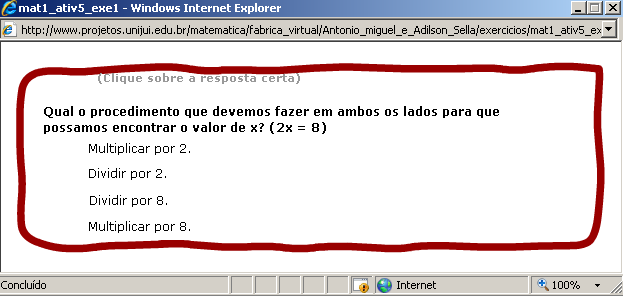 mat1_ativ5_exe1 - Windows Internet Explorer
http://www.projetos.unijui.edu.br/matematica/fabrica_virtual/Antonio_miguel_e_Adilson_Sella/exercicios/mat1_ativ5_ex
(Clique sobre a resposta certa)
Qual o procedimento que devemos fazer em ambos os lados para que
possamos encontrar o valor de x? (2x = 8)
Multiplicar por 2.
Dividir por 2.
Dividir por 8.
Multiplicar por 8.
Concluído
Internet
100%